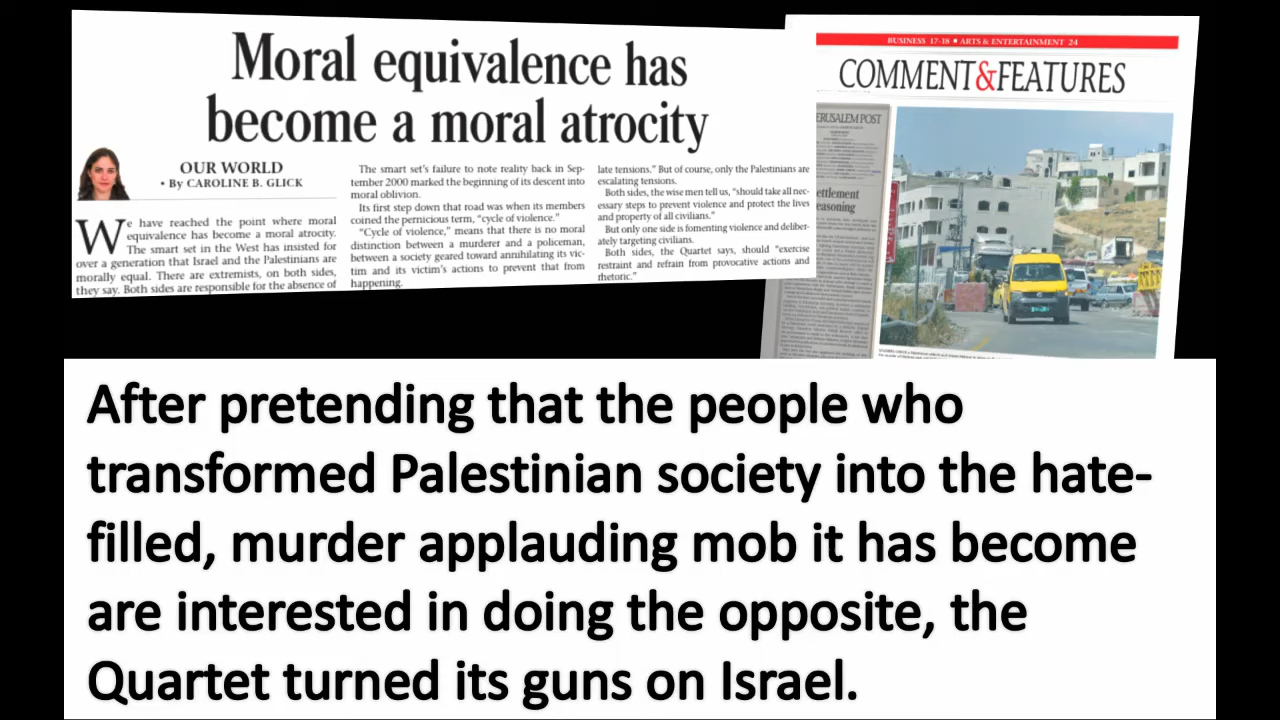 Moral equivalence has
become a moral atrocity
OUR WORLD
• By CAROLINE B. GLICK
We have reached the point where moral
equivalence has become a moral atrocity.
The smart set in the West has insisted for
over a generation that Israel and the Palestinians are
morally equal. There are extremists, on both sides,
they say. Both sides are responsible for the absence of
The smart set's failure to note reality back in Sep-
tember 2000 marked the beginning of its descent into
moral oblivion.
Its first step down that road was when its members
coined the pernicious term, "cycle of violence."
"Cycle of violence," means that there is no moral
distinction between a murderer and a policeman,
between a society geared toward annihilating its vic-
tim and its victim's actions to prevent that from
happening.
late tensions." But of course, only the Palestinians are
escalating tensions.
Both sides, the wise men tell us, "should take all nec-
essary steps to prevent violence and protect the lives
and property of all civilians."
But only one side is fomenting violence and deliber-
ately targeting civilians.
Both sides, the Quartet says, should "exercise
restraint and refrain from provocative actions and
rhetoric."
BUSINESS 17-18 ■ ARTS & ENTERTAINMENT 24
COMMENT&FEATURES
ERUSALEM POST
ettlement
easoning
After pretending that the people who
transformed Palestinian society into the hate-
filled, murder applauding mob it has become
are interested in doing the opposite, the
Quartet turned its guns on Israel.